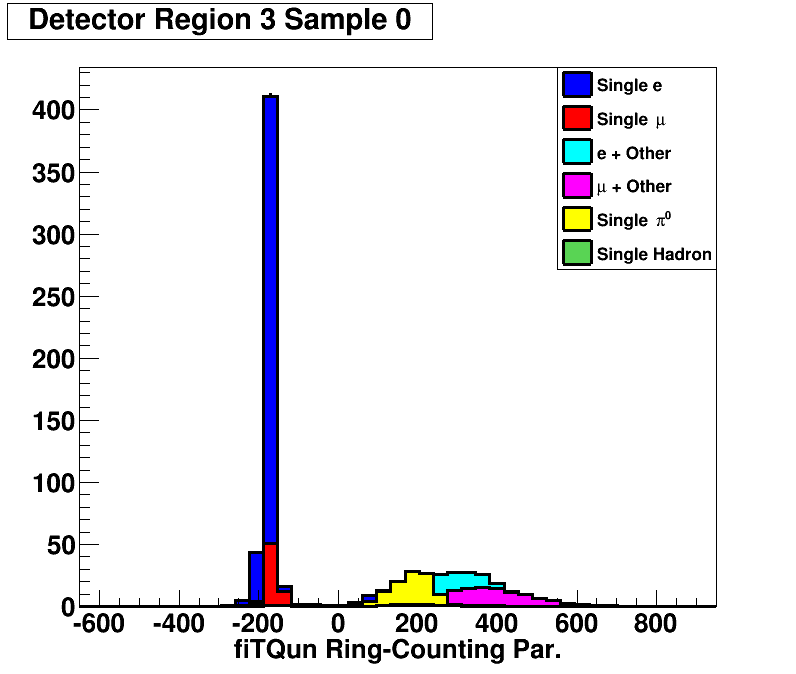 Detector Region 3 Sample 0
Single e
Single μ
e + Other
μ + Other
Single π⁰
Single Hadron
400
350
300
250
200
150
100
50
0
-600 -400 -200 0 200 400 600 800
fiTQun Ring-Counting Par.